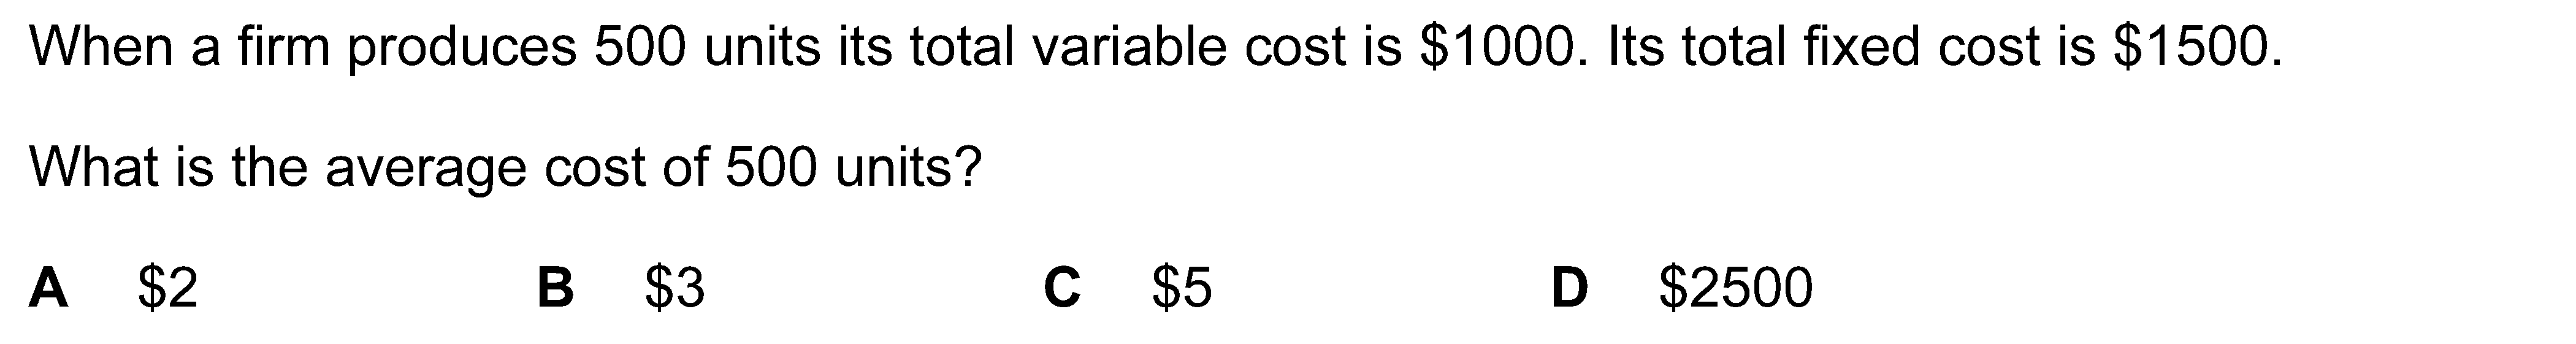 When a firm produces 500 units its total variable cost is $1000. Its total fixed cost is $1500.
What is the average cost of 500 units?
A $2 B $3 C $5 D $2500